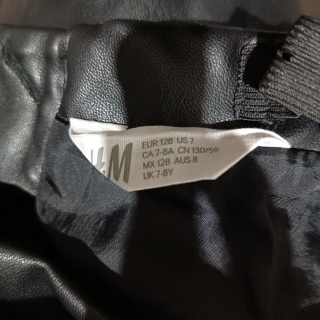 H&M
EUR 128 US 7
CA 7-8A CN 130/59
MX 128 AUS 8
UK 7-8Y